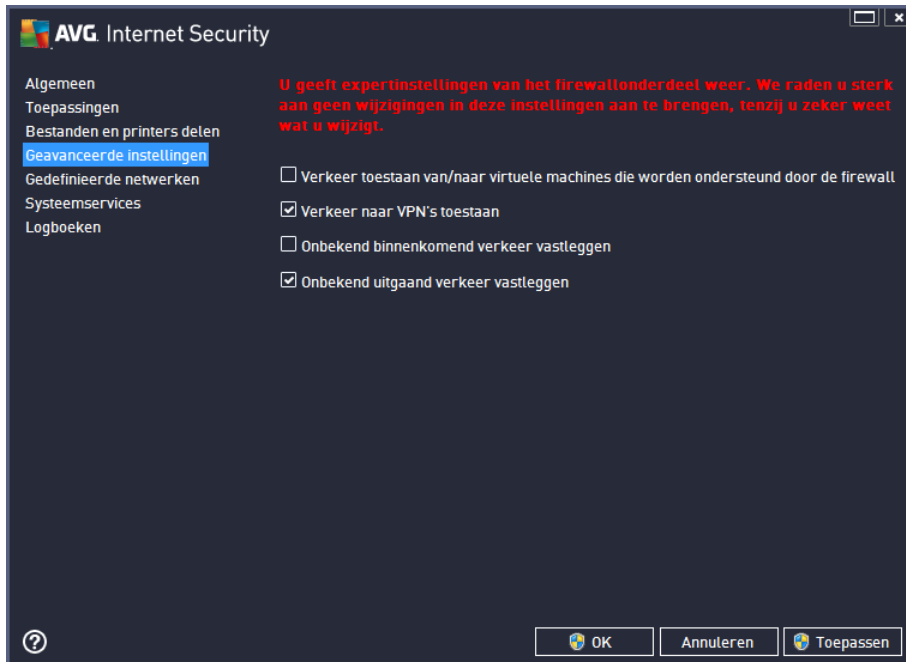 AVG. Internet Security
Algemeen
Toepassingen
Bestanden en printers delen
Geavanceerde instellingen
Gedefinieerde netwerken
Systeemservices
Logboeken
U geeft expertinstellingen van het firewallonderdeel weer. We raden u sterk
aan geen wijzigingen in deze instellingen aan te brengen, tenzij u zeker weet
wat u wijzigt.
Verkeer toestaan van/naar virtuele machines die worden ondersteund door de firewall
Verkeer naar VPN's toestaan
Onbekend binnenkomend verkeer vastleggen
Onbekend uitgaand verkeer vastleggen
?
OK
Annuleren
Toepassen